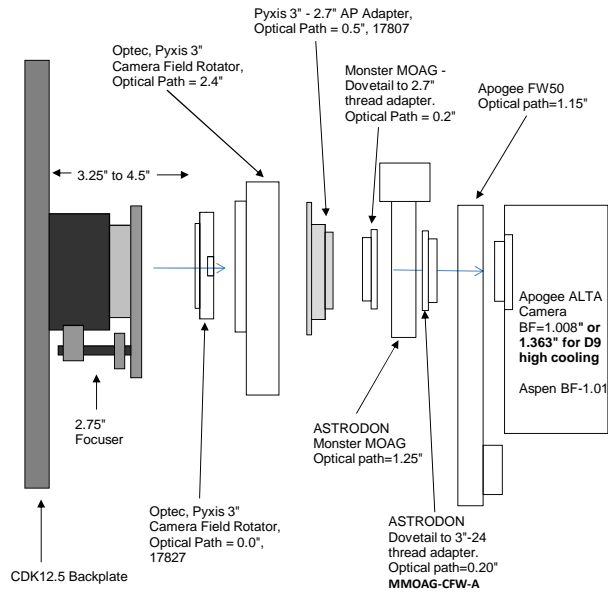 Pyxis 3" - 2.7" AP Adapter,
Optical Path = 0.5", 17807
Optec, Pyxis 3"
Camera Field Rotator,
Optical Path = 2.4"
Monster MOAG -
Dovetail to 2.7"
thread adapter.
Optical Path = 0.2"
Apogee FW50
Optical path=1.15"
3.25" to 4.5"
Apogee ALTA
Camera
BF=1.008" or
1.363" for D9
high cooling
Aspen BF-1.01
2.75"
Focuser
ASTRODON
Monster MOAG
Optical path=1.25"
Optec, Pyxis 3"
Camera Field Rotator,
Optical Path = 0.0",
17827
ASTRODON
Dovetail to 3"-24
thread adapter.
Optical path=0.20"
MMOAG-CFW-A
CDK12.5 Backplate